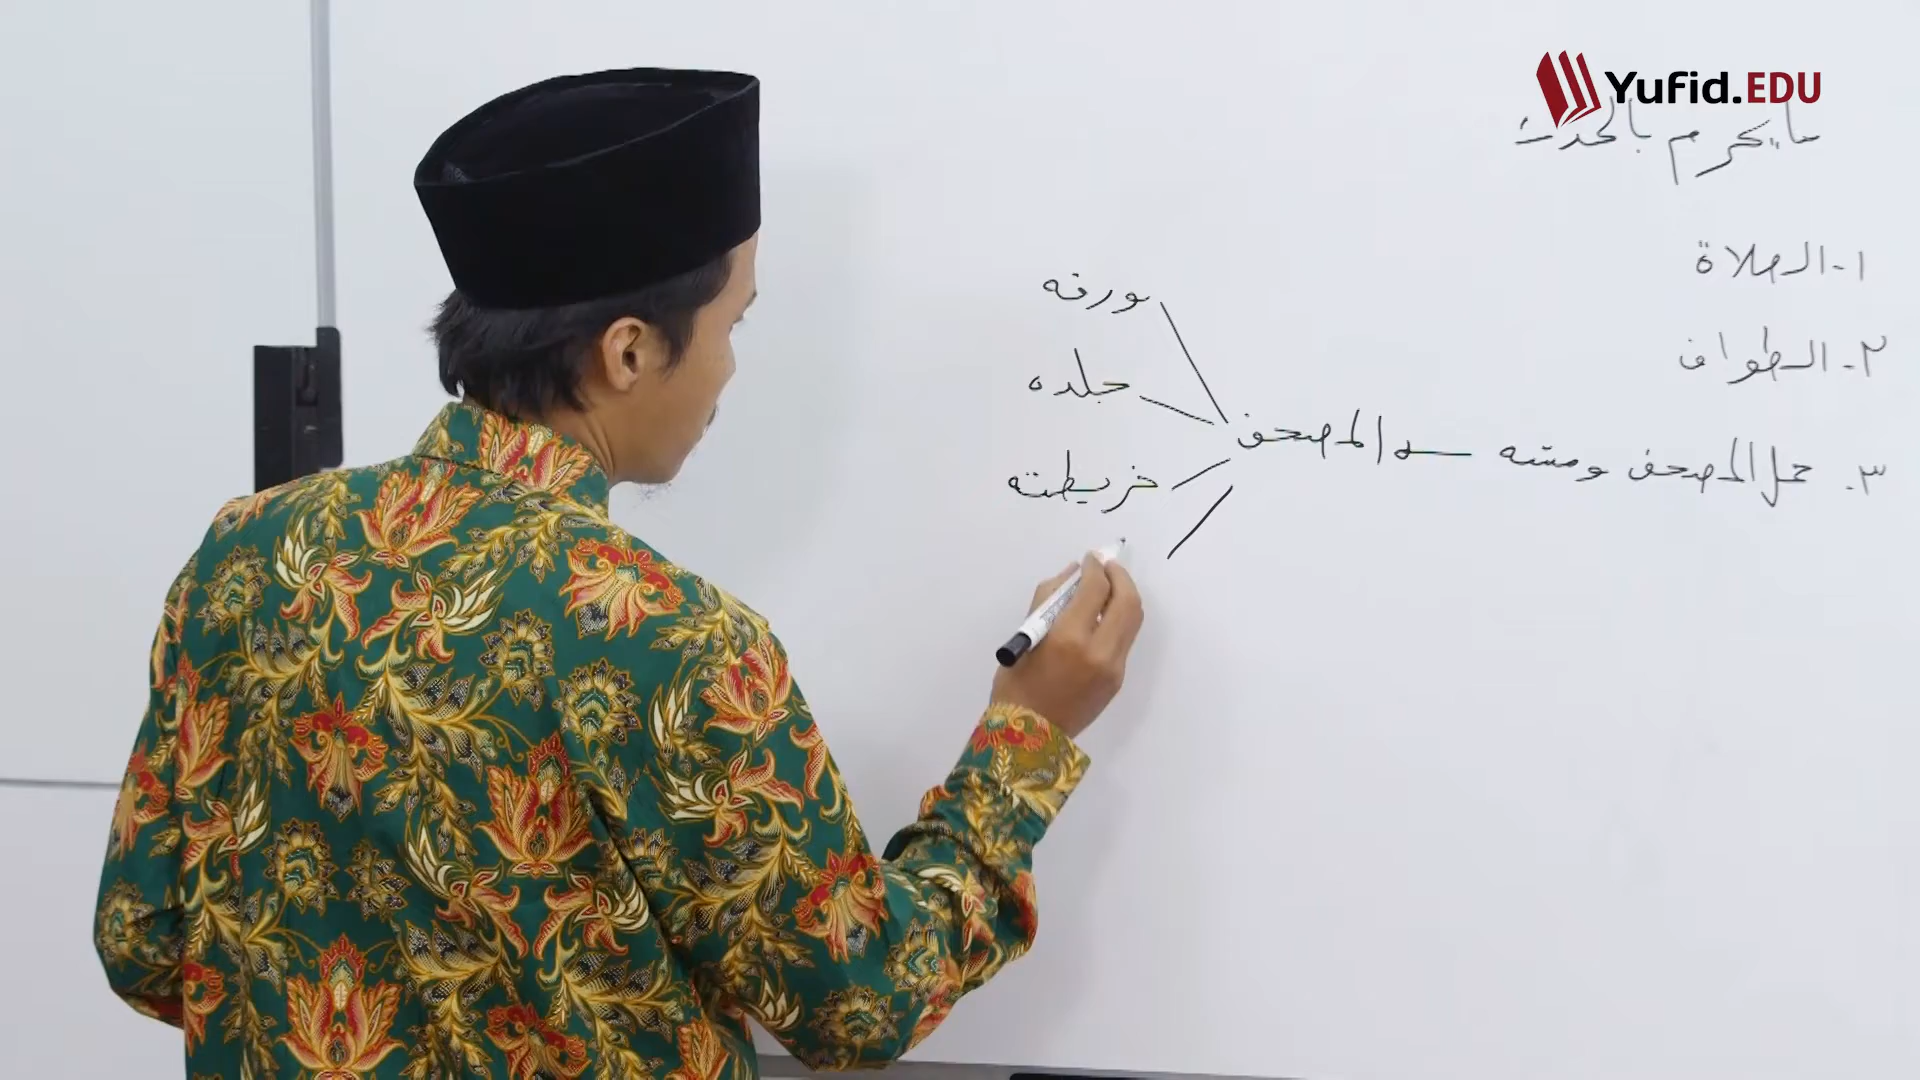 Yufid.EDU
ما يحرم بالحدث
١- الصلاة
٢- الطواف
٣. حمل المصحف ومسه
المصحف
ورقه
جلده
خريطته